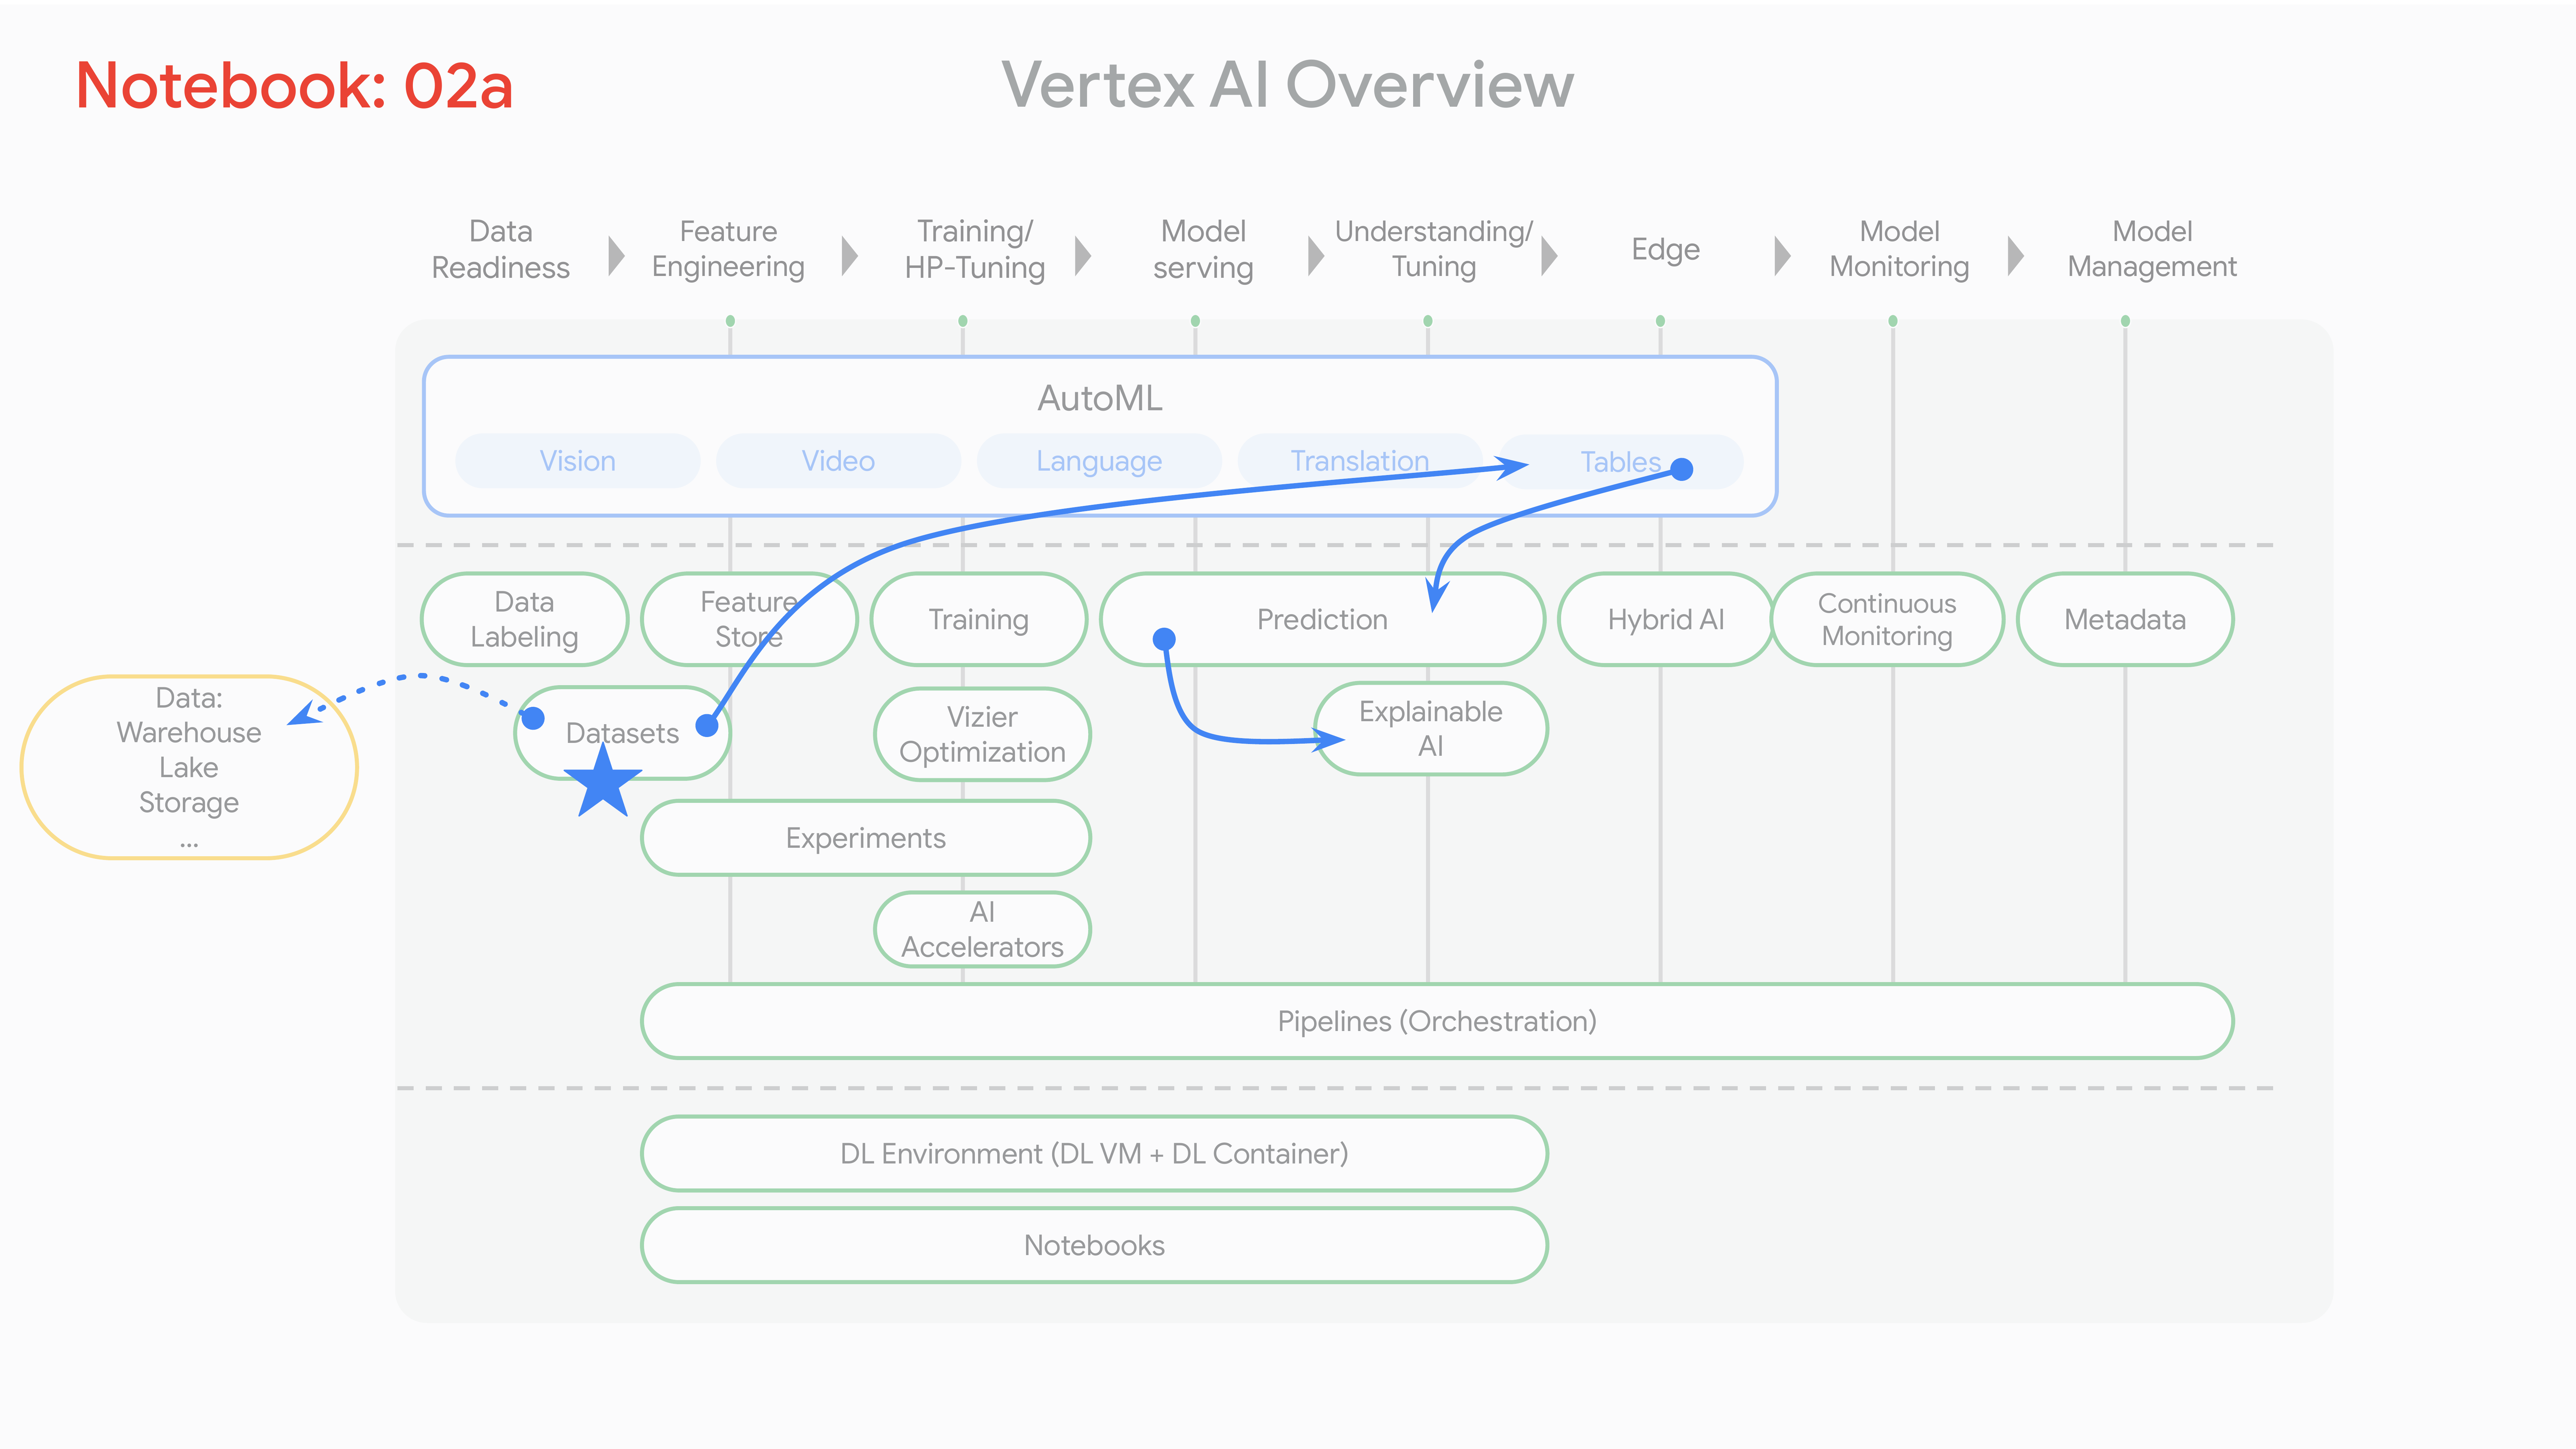 Notebook: 02a
Vertex AI Overview
Data
Readiness
Feature
Engineering
Training/
HP-Tuning
Model
serving
Understanding/
Tuning
Edge
Model
Monitoring
Model
Management
AutoML
Vision
Video
Language
Translation
Tables
Data
Labeling
Feature
Store
Training
Prediction
Hybrid AI
Continuous
Monitoring
Metadata
Data:
Warehouse
Lake
Storage
...
Datasets
Vizier
Optimization
Explainable
AI
Experiments
AI
Accelerators
Pipelines (Orchestration)
DL Environment (DL VM + DL Container)
Notebooks